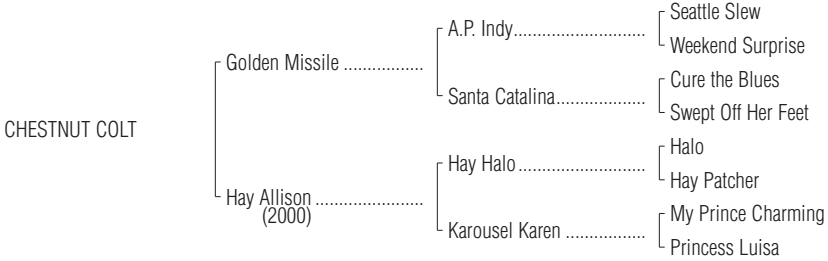 Seattle Slew
A.P. Indy..............................
Weekend Surprise
Golden Missile .................
Cure the Blues
Santa Catalina....................
Swept Off Her Feet
CHESTNUT COLT
Halo
Hay Halo.............................
Hay Patcher
Hay Allison .......................
(2000)
My Prince Charming
Karousel Karen ..................
Princess Luisa